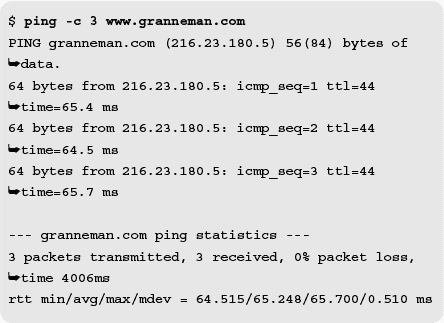 $ ping -c 3 www.granneman.com
PING granneman.com (216.23.180.5) 56(84) bytes of
➥data.
64 bytes from 216.23.180.5: icmp_seq=1 ttl=44
➥time=65.4 ms
64 bytes from 216.23.180.5: icmp_seq=2 ttl=44
➥time=64.5 ms
64 bytes from 216.23.180.5: icmp_seq=3 ttl=44
➥time=65.7 ms
--- granneman.com ping statistics ---
3 packets transmitted, 3 received, 0% packet loss,
➥time 4006ms
rtt min/avg/max/mdev = 64.515/65.248/65.700/0.510 ms